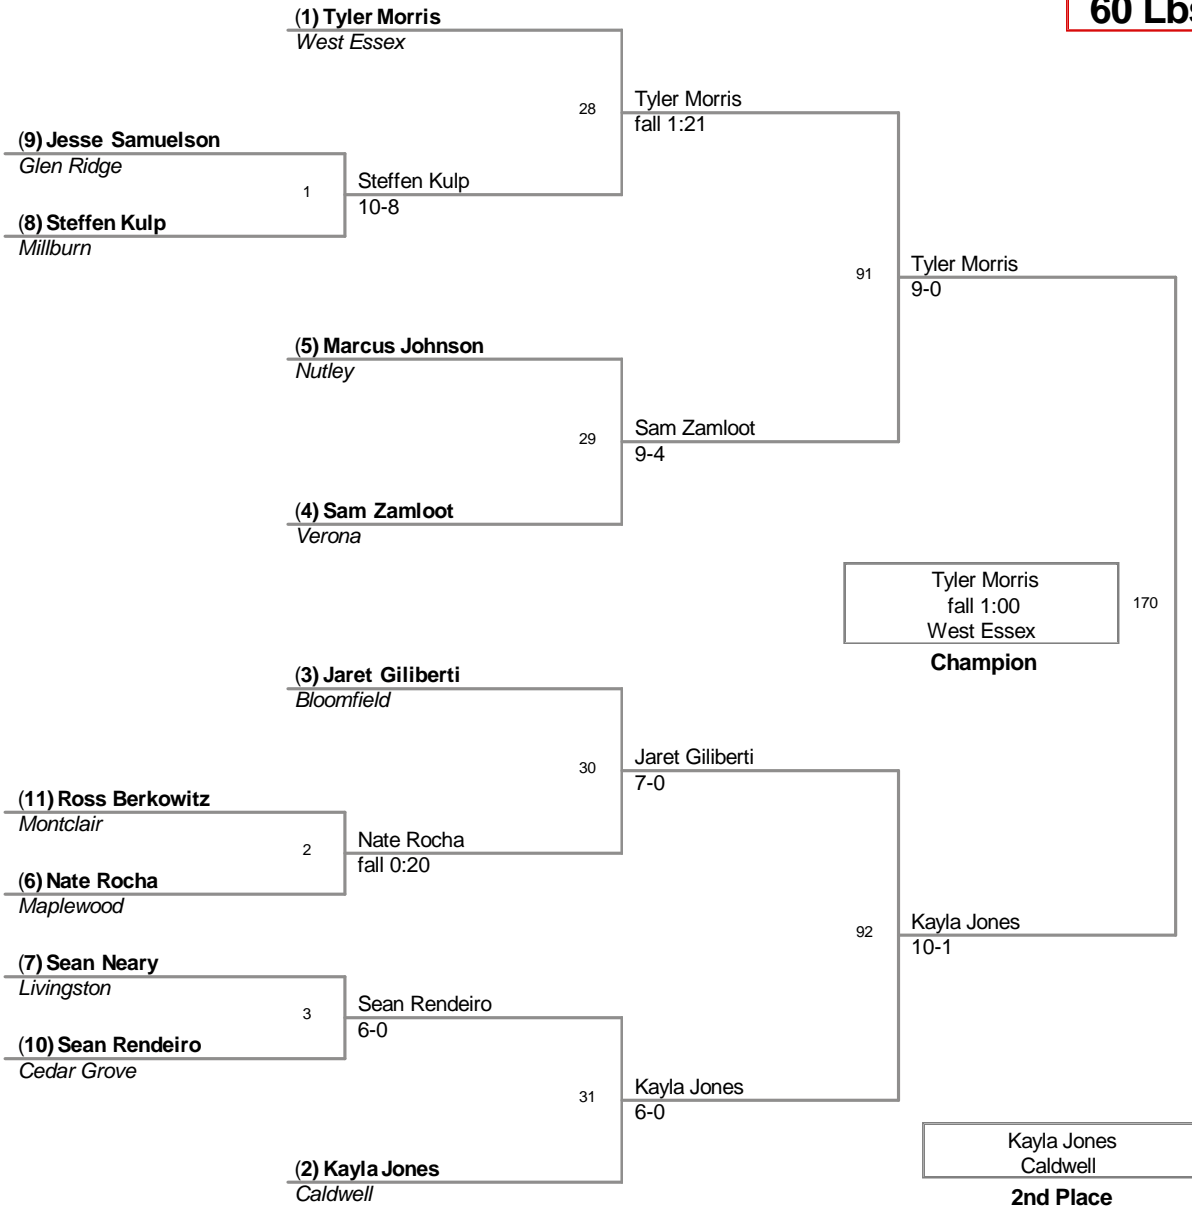 60 Lbs
(1) Tyler Morris
West Essex
28
Tyler Morris
fall 1:21
(9) Jesse Samuelson
Glen Ridge
1
Steffen Kulp
10-8
(8) Steffen Kulp
Millburn
91
Tyler Morris
9-0
(5) Marcus Johnson
Nutley
29
Sam Zamloot
9-4
(4) Sam Zamloot
Verona
Tyler Morris
fall 1:00
West Essex
170
Champion
(3) Jaret Giliberti
Bloomfield
30
Jaret Giliberti
7-0
(11) Ross Berkowitz
Montclair
2
Nate Rocha
fall 0:20
(6) Nate Rocha
Maplewood
92
Kayla Jones
10-1
(7) Sean Neary
Livingston
3
Sean Rendeiro
6-0
(10) Sean Rendeiro
Cedar Grove
31
Kayla Jones
6-0
(2) Kayla Jones
Caldwell
Kayla Jones
Caldwell
2nd Place